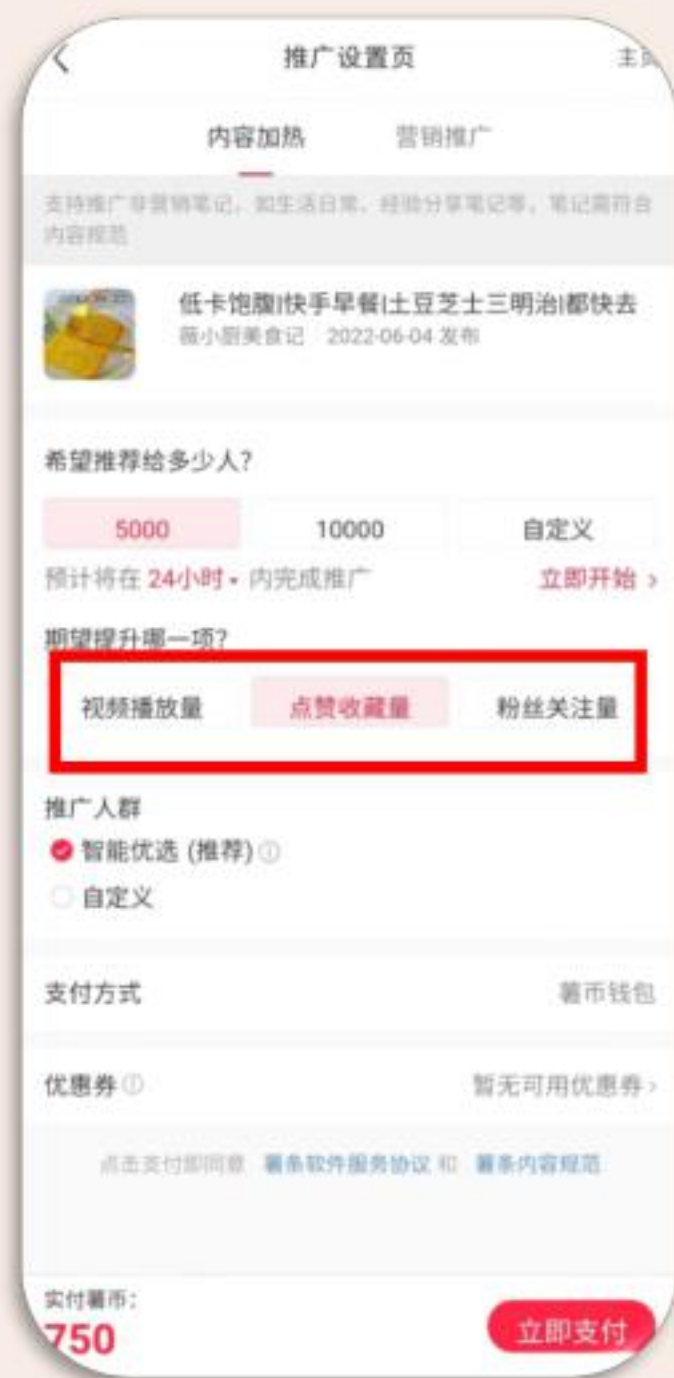 推广设置页
主页
内容加热
营销推广
支持推广非营销笔记，如生活日常、经验分享笔记等，笔记需符合
内容规范
低卡饱腹|快手早餐|土豆芝士三明治|都快去
薇小厨美食记 2022-06-04 发布
希望推荐给多少人?
5000
10000
自定义
预计将在 24小时 内完成推广
立即开始 >
期望提升哪一项?
视频播放量
点赞收藏量
粉丝关注量
推广人群
智能优选 (推荐)
自定义
支付方式
薯币钱包
优惠券
暂无可用优惠券 >
点击支付即同意 薯条软件服务协议 和 薯条内容规范
实付薯币:
750
立即支付